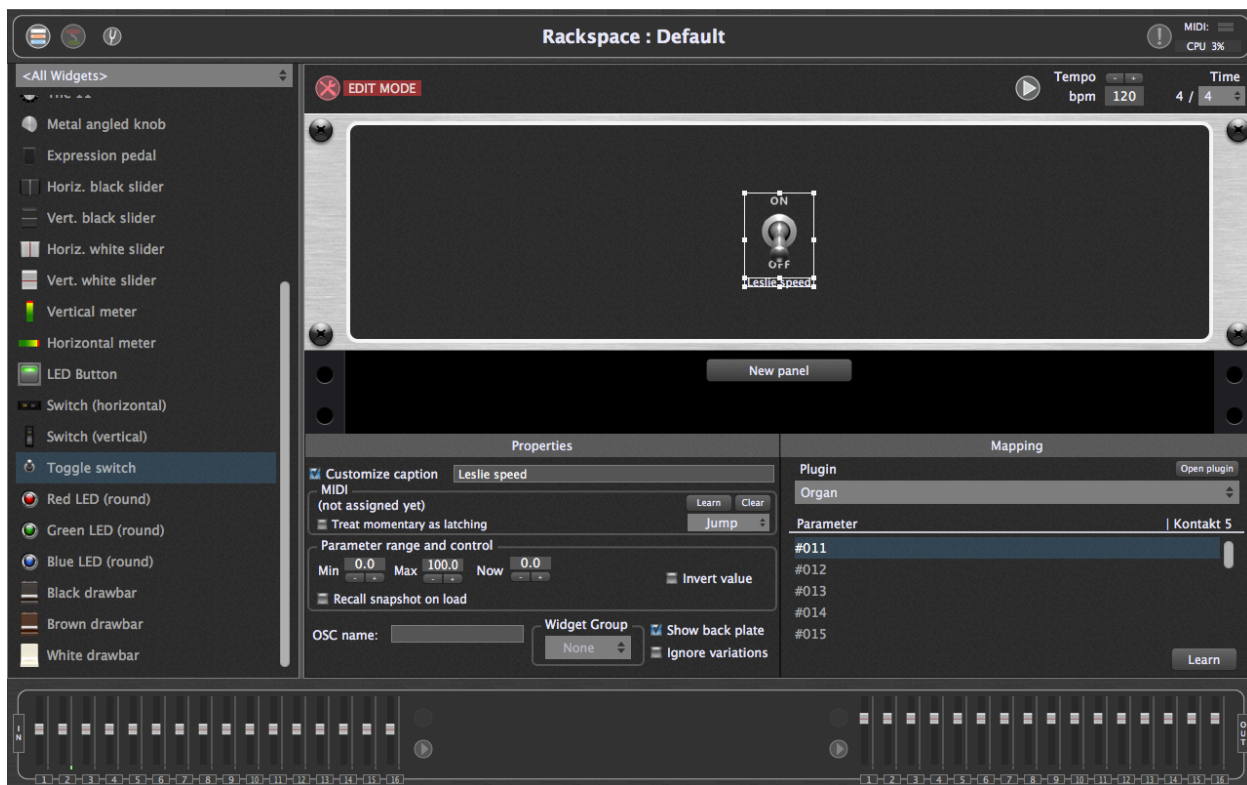 Rackspace : Default
MIDI:
CPU 3%
<All Widgets>
Metal angled knob
Expression pedal
Horiz. black slider
Vert. black slider
Horiz. white slider
Vert. white slider
Vertical meter
Horizontal meter
LED Button
Switch (horizontal)
Switch (vertical)
Toggle switch
Red LED (round)
Green LED (round)
Blue LED (round)
Black drawbar
Brown drawbar
White drawbar
EDIT MODE
Tempo - +
bpm 120
Time
4 / 4
ON
OFF
Leslie speed
New panel
Properties
Customize caption Leslie speed
MIDI
(not assigned yet) Learn Clear
Treat momentary as latching Jump
Parameter range and control
Min 0.0 Max 100.0 Now 0.0
- + - + - +
Invert value
Recall snapshot on load
OSC name:
Widget Group
None
Show back plate
Ignore variations
Mapping
Plugin Open plugin
Organ
Parameter | Kontakt 5
#011
#012
#013
#014
#015
Learn
IN
1 2 3 4 5 6 7 8 9 10 11 12 13 14 15 16
1 2 3 4 5 6 7 8 9 10 11 12 13 14 15 16
OUT